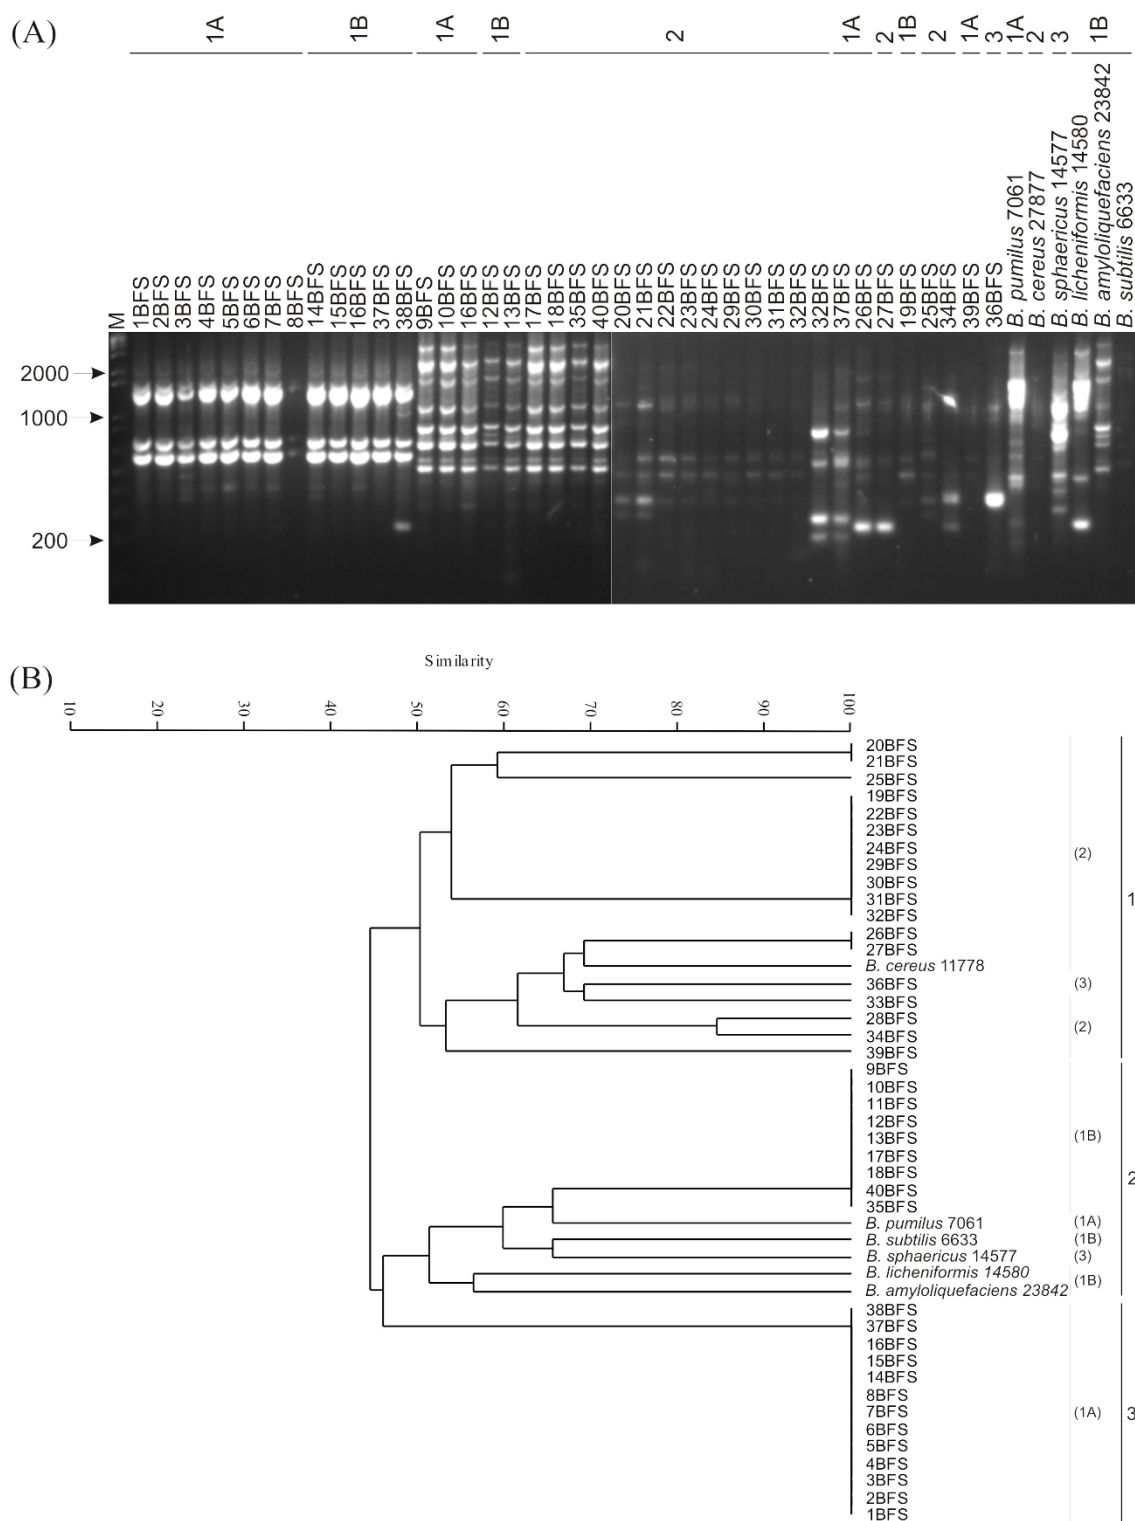 (A)
1A 1B 1A 1B 2 1A 2 1B 2 1A 3 1A 2 3 1B
M
1BFS
2BFS
3BFS
4BFS
5BFS
6BFS
7BFS
8BFS
14BFS
15BFS
16BFS
37BFS
38BFS
9BFS
10BFS
16BFS
12BFS
13BFS
17BFS
18BFS
35BFS
40BFS
20BFS
21BFS
22BFS
23BFS
24BFS
29BFS
30BFS
31BFS
32BFS
32BFS
37BFS
26BFS
27BFS
19BFS
25BFS
34BFS
39BFS
36BFS
B. pumilus 7061
B. cereus 27877
B. sphaericus 14577
B. licheniformis 14580
B. amyloliquefaciens 23842
B. subtilis 6633
2000
1000
200
(B)
Similarity
10 20 30 40 50 60 70 80 90 100
20BFS
21BFS
25BFS
19BFS
22BFS
23BFS
24BFS
(2)
29BFS
30BFS
31BFS
1
32BFS
26BFS
27BFS
B. cereus 11778
36BFS (3)
33BFS
28BFS
(2)
34BFS
39BFS
9BFS
10BFS
11BFS
12BFS
13BFS (1B)
17BFS
18BFS
2
40BFS
35BFS
B. pumilus 7061 (1A)
B. subtilis 6633 (1B)
B. sphaericus 14577 (3)
B. licheniformis 14580
(1B)
B. amyloliquefaciens 23842
38BFS
37BFS
16BFS
15BFS
14BFS
8BFS
7BFS (1A) 3
6BFS
5BFS
4BFS
3BFS
2BFS
1BFS